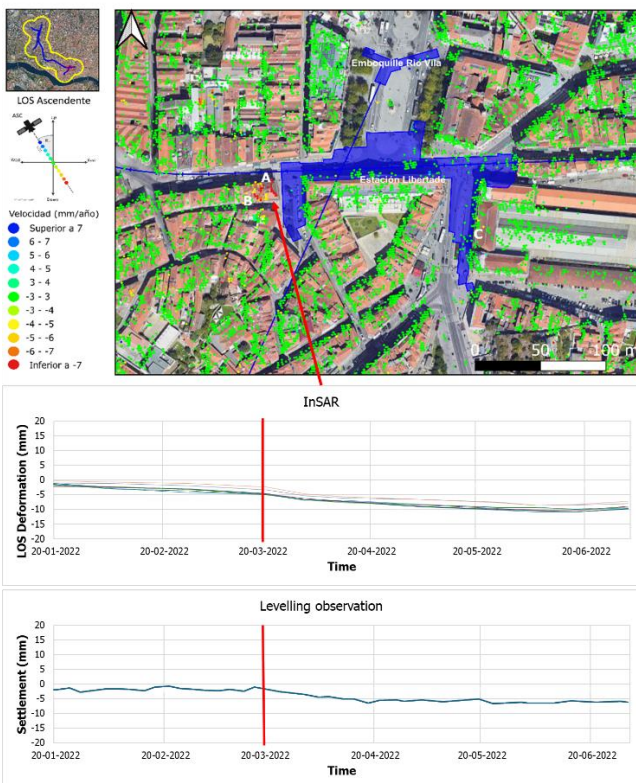 LOS Ascendente
ASC
Velocidad (mm/año)
Superior a 7
6 - 7
5 - 6
4 - 5
3 - 4
-3 - 3
-3 - -4
-4 - -5
-5 - -6
-6 - -7
Inferior a -7
Emboquille Rio Vila
Estación Libertade
A
B
C
0 50 100 m
InSAR
LOS Deformation (mm)
20
15
10
5
0
-5
-10
-15
-20
20-01-2022 20-02-2022 20-03-2022 20-04-2022 20-05-2022 20-06-2022
Time
Levelling observation
Settlement (mm)
20
15
10
5
0
-5
-10
-15
-20
20-01-2022 20-02-2022 20-03-2022 20-04-2022 20-05-2022 20-06-2022
Time